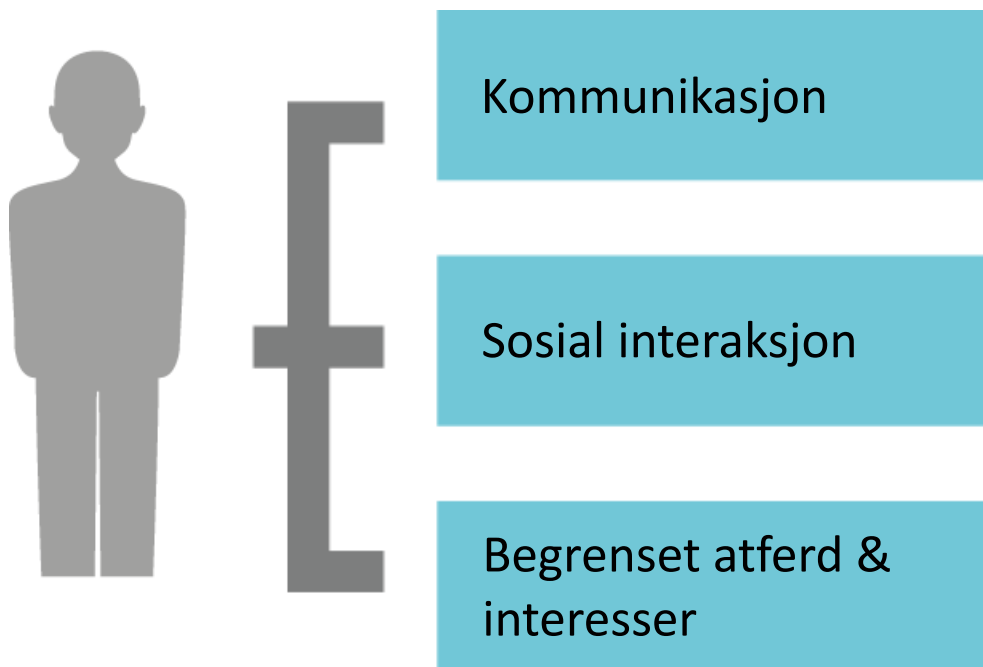 Kommunikasjon
Sosial interaksjon
Begrenset atferd &
interesser